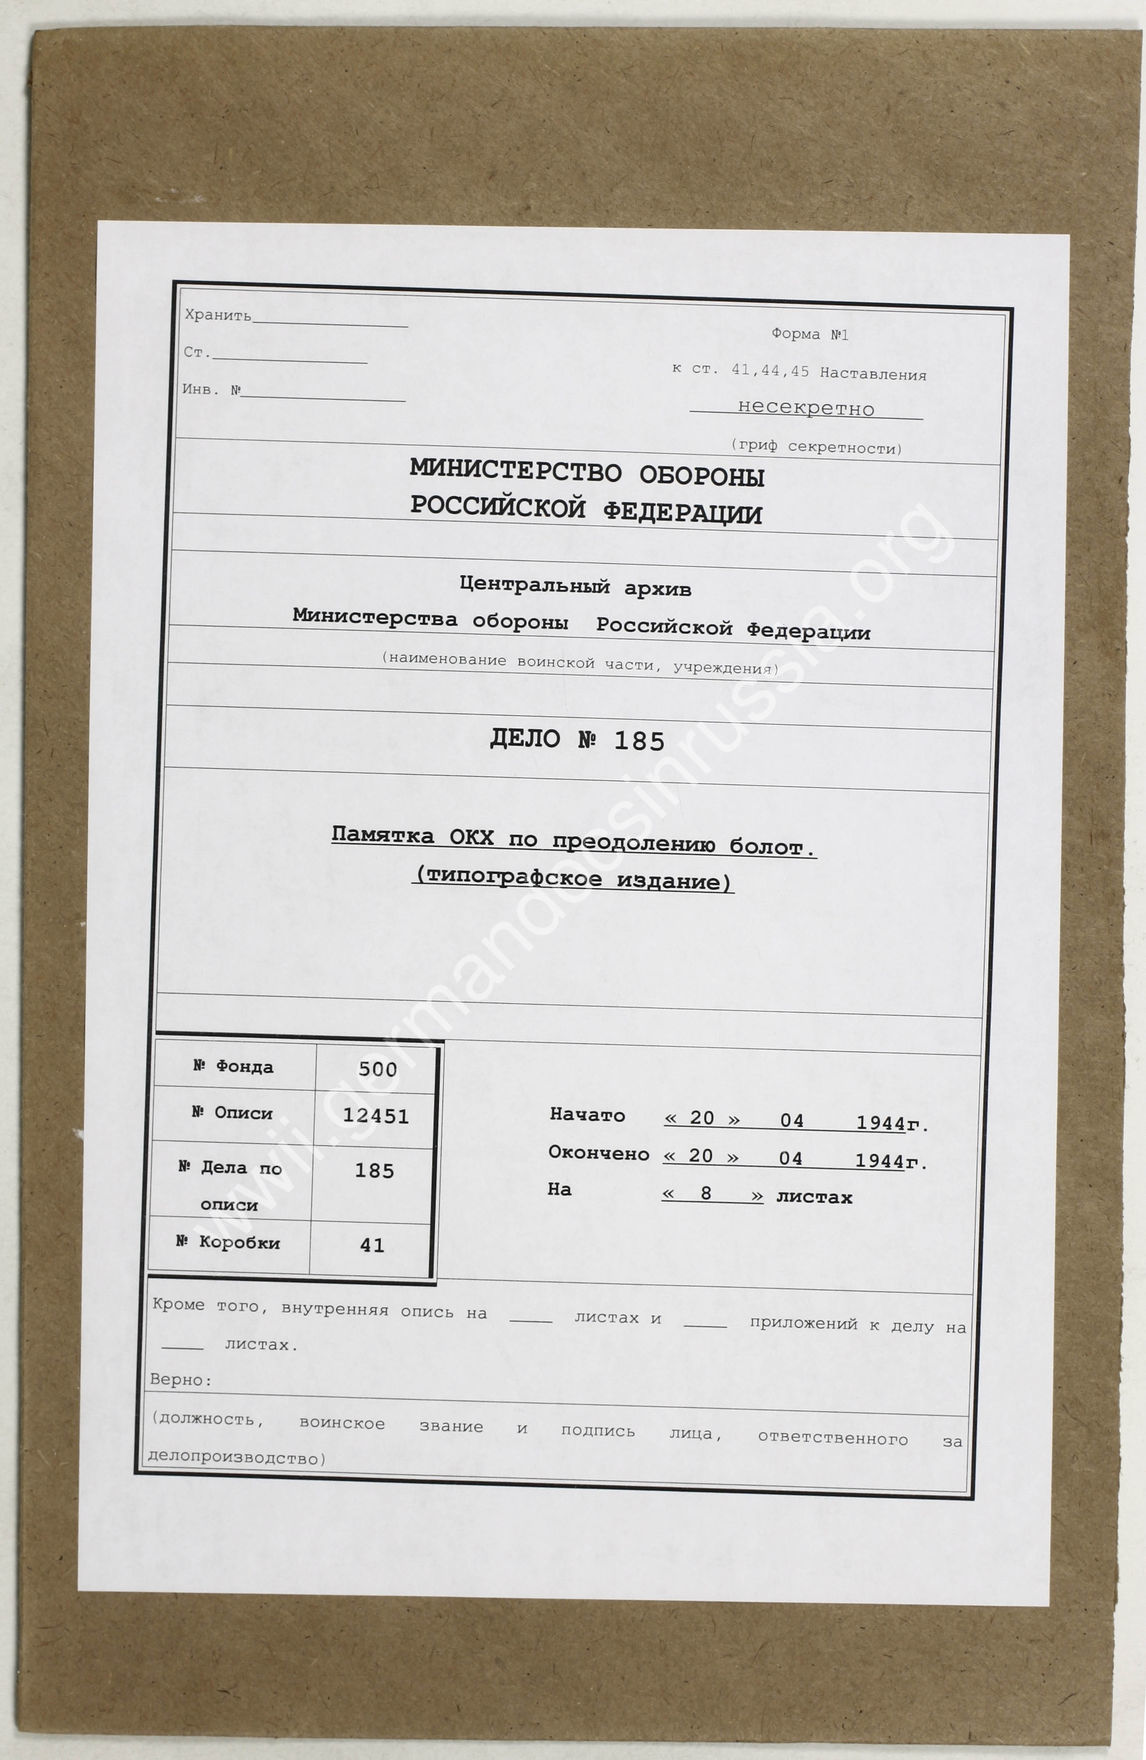 Хранить
Форма №1
Ст.
к ст. 41,44,45 Наставления
Инв. №
несекретно
(гриф секретности)
МИНИСТЕРСТВО ОБОРОНЫ
РОССИЙСКОЙ ФЕДЕРАЦИИ
Центральный архив
Министерства обороны Российской Федерации
(наименование воинской части, учреждения)
ДЕЛО № 185
Памятка ОКХ по преодолению болот.
(типографское издание)
№ Фонда 500
№ Описи 12451
№ Дела по 185
описи
№ Коробки 41
Начато « 20 » 04 1944г.
Окончено « 20 » 04 1944г.
На « 8 » листах
Кроме того, внутренняя опись на ____ листах и ____ приложений к делу на
____ листах.
Верно:
(должность, воинское звание и подпись лица, ответственного за
делопроизводство)
wwii.germandocsinrussia.org